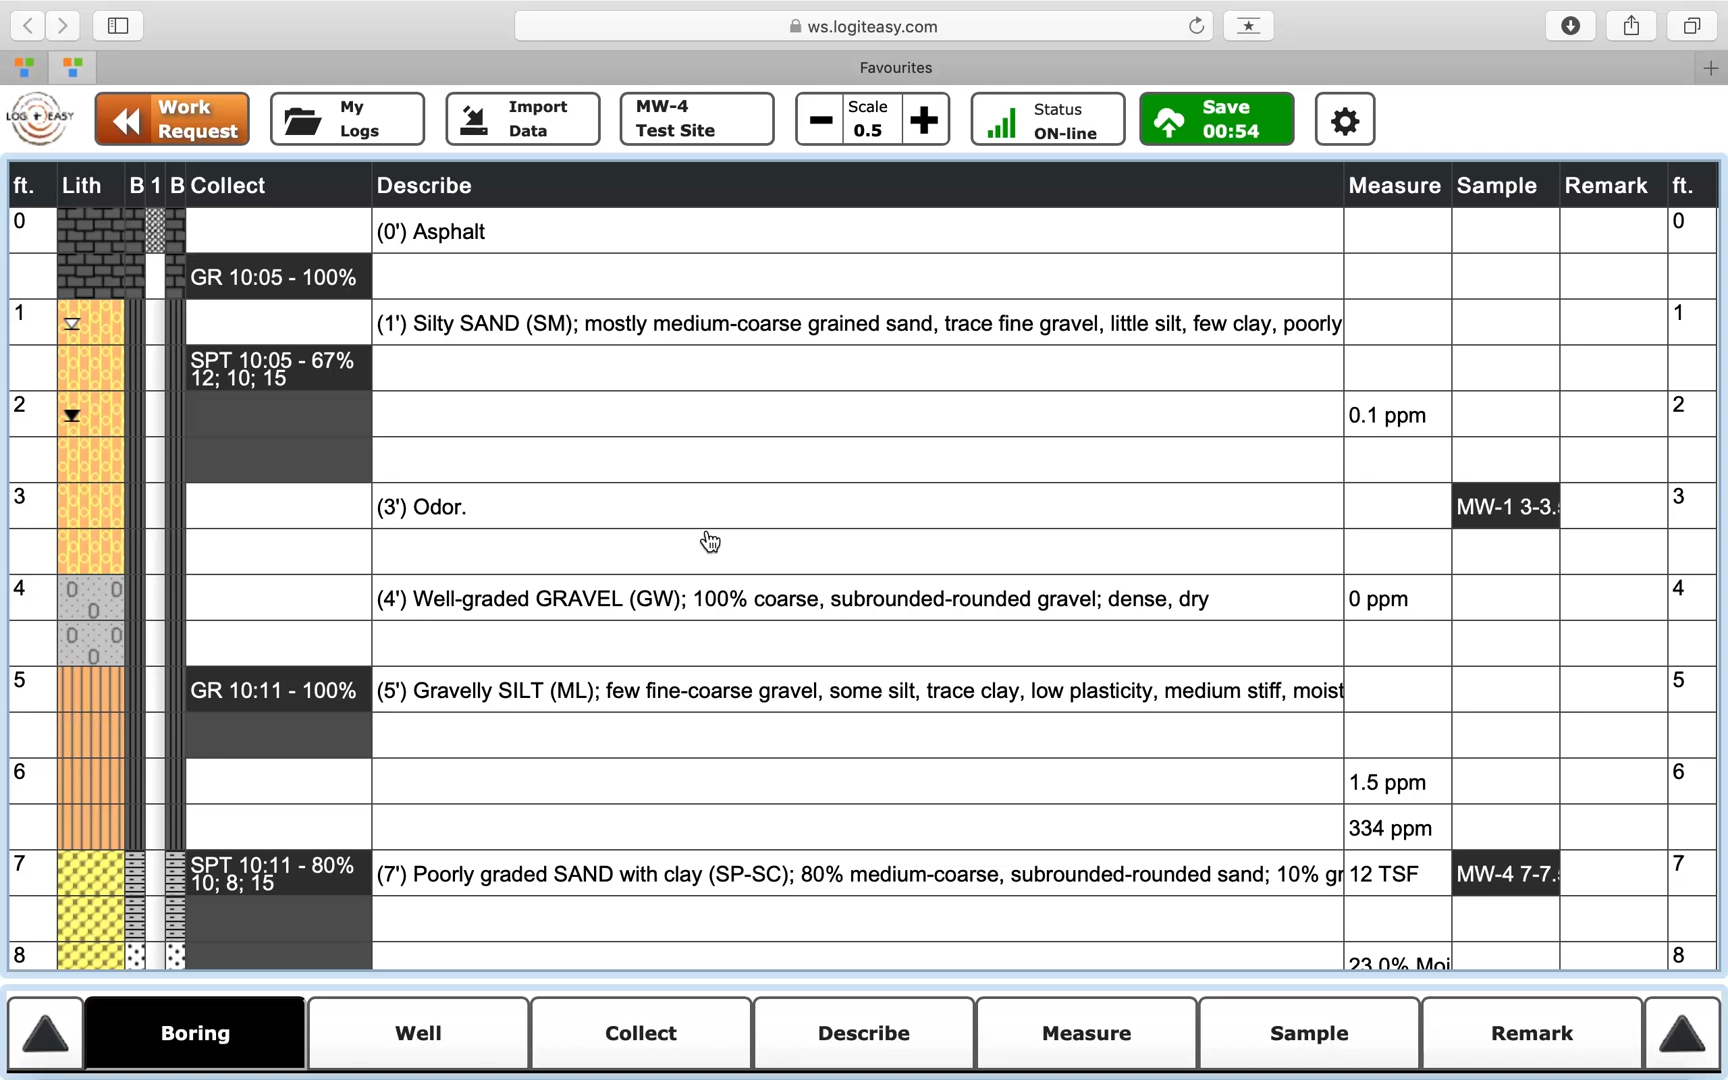 ws.logiteasy.com
Favourites
LOG IT EASY
Work Request
My Logs
Import Data
MW-4 Test Site
Scale 0.5
Status ON-line
Save 00:54
ft. Lith B 1 B Collect Describe Measure Sample Remark ft.
0 (0') Asphalt 0
GR 10:05 - 100%
1 (1') Silty SAND (SM); mostly medium-coarse grained sand, trace fine gravel, little silt, few clay, poorly 1
SPT 10:05 - 67%
12; 10; 15
2 0.1 ppm 2
3 (3') Odor. MW-1 3-3. 3
4 (4') Well-graded GRAVEL (GW); 100% coarse, subrounded-rounded gravel; dense, dry 0 ppm 4
5 GR 10:11 - 100% (5') Gravelly SILT (ML); few fine-coarse gravel, some silt, trace clay, low plasticity, medium stiff, moist 5
6 1.5 ppm 6
334 ppm
7 SPT 10:11 - 80% (7') Poorly graded SAND with clay (SP-SC); 80% medium-coarse, subrounded-rounded sand; 10% gr 12 TSF MW-4 7-7. 7
10; 8; 15
8 23.0% Moi 8
Boring Well Collect Describe Measure Sample Remark